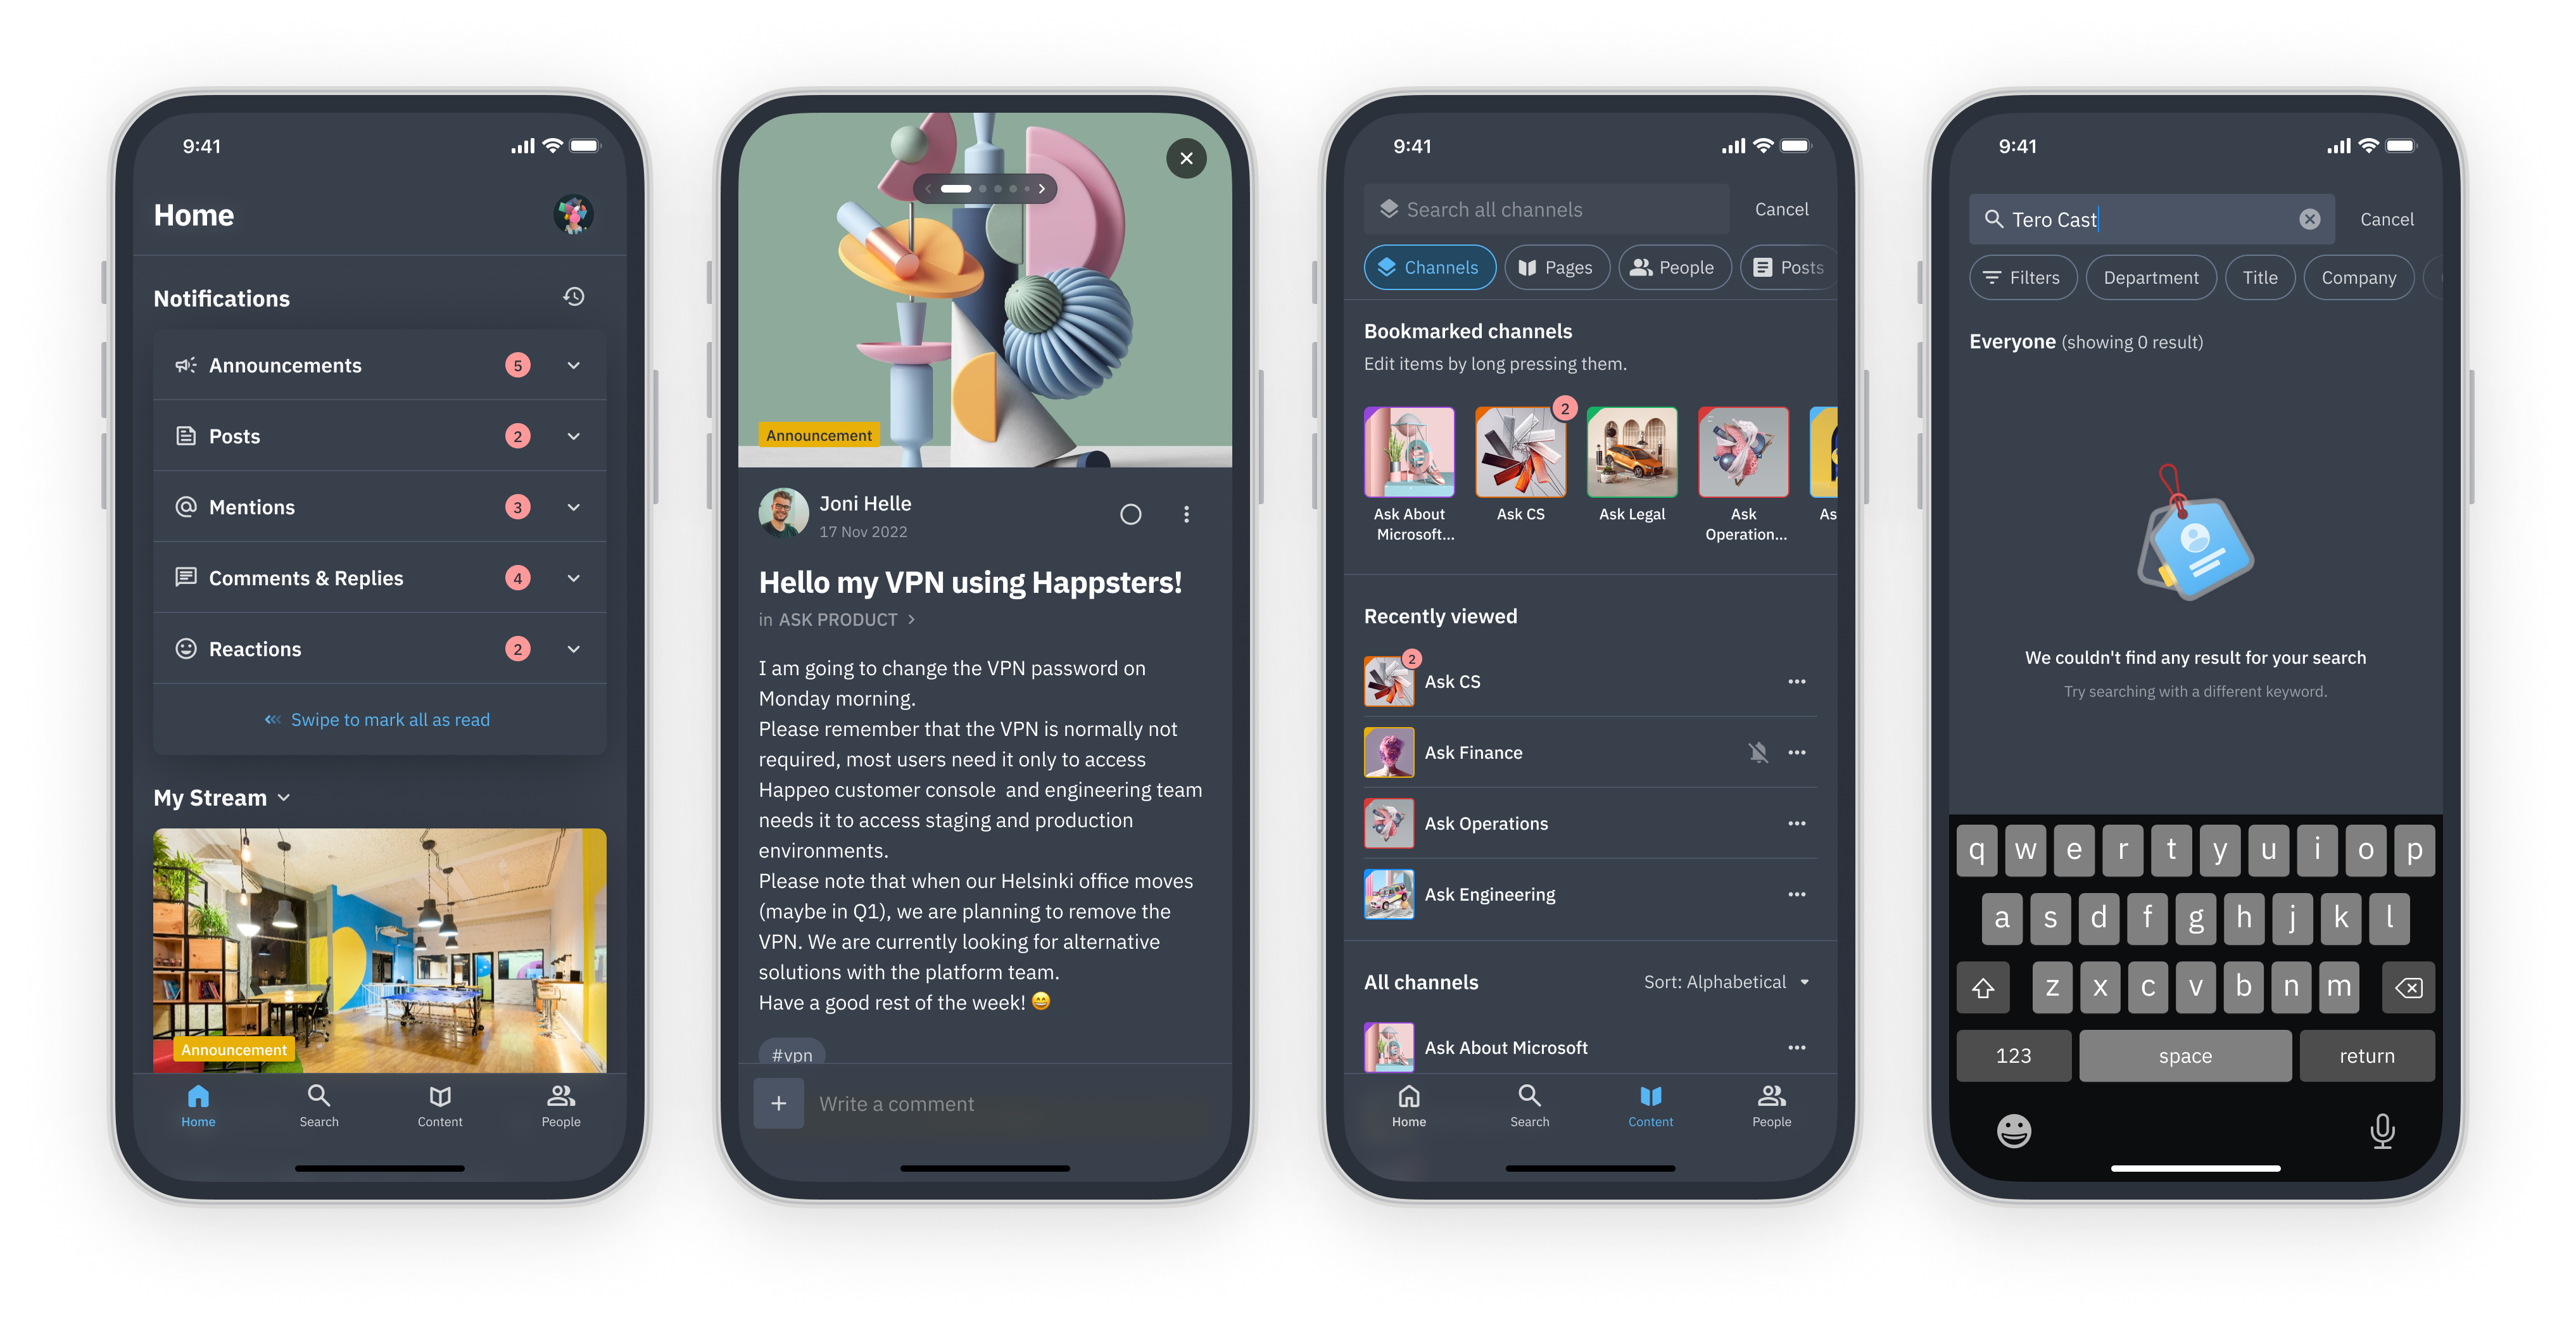 9:41
Home
Notifications
Announcements 5
Posts 2
Mentions 3
Comments & Replies 4
Reactions 2
Swipe to mark all as read
My Stream
Announcement
Home Search Content People
Announcement
Joni Helle
17 Nov 2022
Hello my VPN using Happsters!
in ASK PRODUCT >
I am going to change the VPN password on
Monday morning.
Please remember that the VPN is normally not
required, most users need it only to access
Happeo customer console and engineering team
needs it to access staging and production
environments.
Please note that when our Helsinki office moves
(maybe in Q1), we are planning to remove the
VPN. We are currently looking for alternative
solutions with the platform team.
Have a good rest of the week! 😄
#vpn
+ Write a comment
9:41
Search all channels Cancel
Channels Pages People Posts
Bookmarked channels
Edit items by long pressing them.
2
Ask About Ask CS Ask Legal Ask As
Microsoft... Operation...
Recently viewed
2
Ask CS
Ask Finance
Ask Operations
Ask Engineering
All channels Sort: Alphabetical
Ask About Microsoft
Home Search Content People
9:41
Tero Cast Cancel
Filters Department Title Company
Everyone (showing 0 result)
We couldn't find any result for your search
Try searching with a different keyword.
q w e r t y u i o p
a s d f g h j k l
z x c v b n m
123 space return